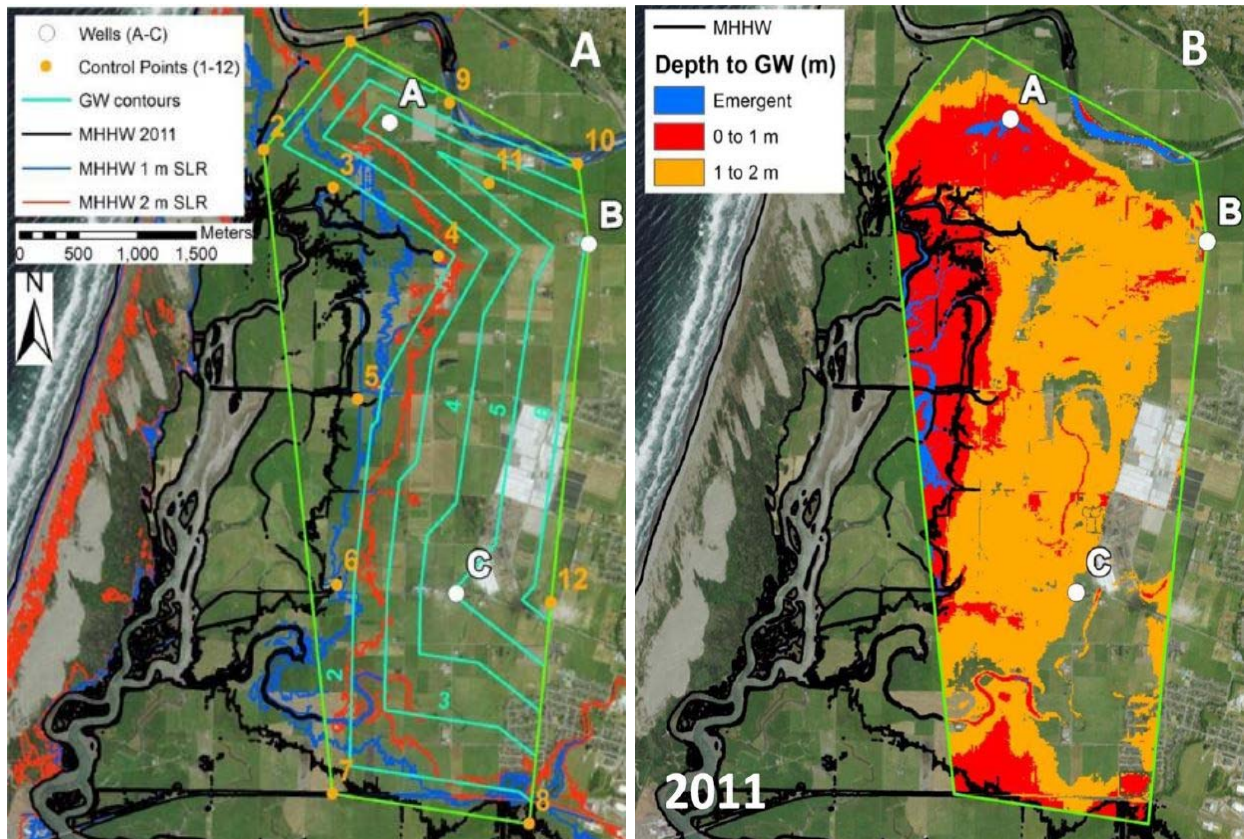 Wells (A-C)
Control Points (1-12)
GW contours
MHHW 2011
MHHW 1 m SLR
MHHW 2 m SLR
Meters
0 500 1,000 1,500
N
A
1
9
A
2
10
3
11
B
4
5
4
5
6
6
C
12
2
3
7
8
MHHW
Depth to GW (m)
Emergent
0 to 1 m
1 to 2 m
B
A
B
C
2011